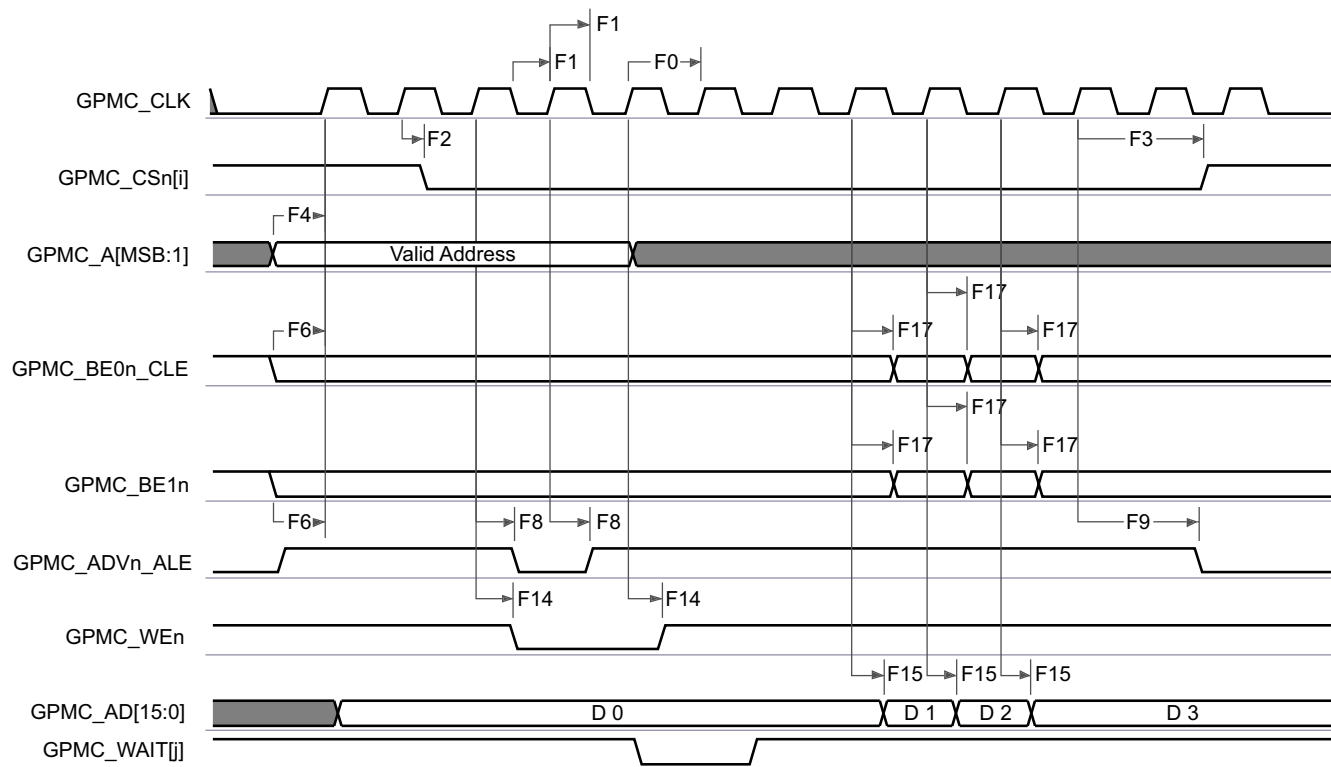 F1
F1
F0
GPMC_CLK
F2
F3
GPMC_CSn[i]
F4
GPMC_A[MSB:1]
Valid Address
F17
F6
F17
F17
GPMC_BE0n_CLE
F17
F17
F17
GPMC_BE1n
F6
F8
F8
F9
GPMC_ADVn_ALE
F14
F14
GPMC_WEn
F15
F15
F15
GPMC_AD[15:0]
D 0
D 1
D 2
D 3
GPMC_WAIT[j]